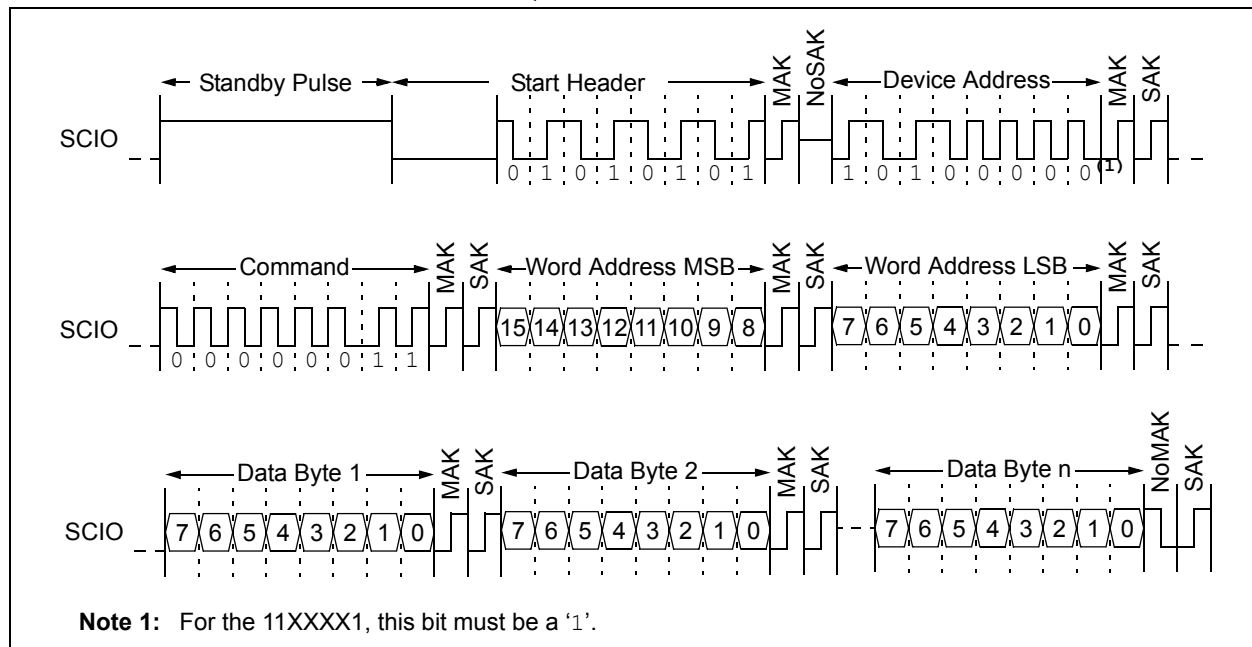 Standby Pulse Start Header MAK NoSAK Device Address MAK SAK
SCIO
0 1 0 1 0 1 0 1 1 0 1 0 0 0 0 0(1)
Command MAK SAK Word Address MSB MAK SAK Word Address LSB MAK SAK
SCIO 15 14 13 12 11 10 9 8 7 6 5 4 3 2 1 0
0 0 0 0 0 0 1 1
Data Byte 1 MAK SAK Data Byte 2 MAK SAK Data Byte n NoMAK SAK
SCIO 7 6 5 4 3 2 1 0 7 6 5 4 3 2 1 0 7 6 5 4 3 2 1 0
Note 1: For the 11XXXX1, this bit must be a ‘1’.